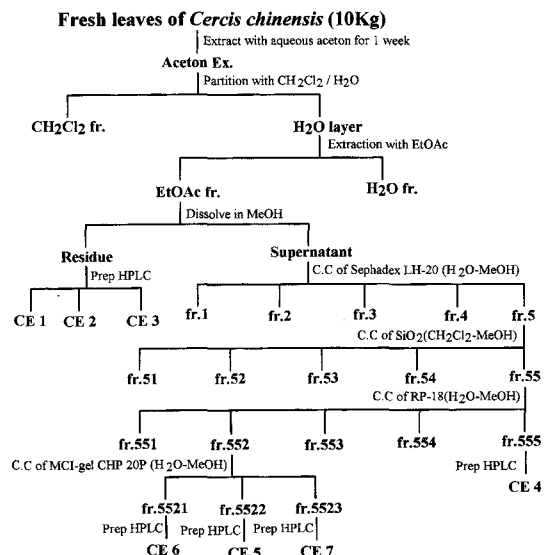 Fresh leaves of Cercis chinensis (10Kg)
Extract with aqueous aceton for 1 week
Aceton Ex.
Partition with CH2Cl2 / H2O
CH2Cl2 fr.
H2O layer
Extraction with EtOAc
EtOAc fr.
H2O fr.
Dissolve in MeOH
Residue
Supernatant
Prep HPLC
C.C of Sephadex LH-20 (H2O-MeOH)
CE 1 CE 2 CE 3
fr.1 fr.2 fr.3 fr.4 fr.5
C.C of SiO2(CH2Cl2-MeOH)
fr.51 fr.52 fr.53 fr.54 fr.55
C.C of RP-18(H2O-MeOH)
fr.551 fr.552 fr.553 fr.554 fr.555
C.C of MCI-gel CHP 20P (H2O-MeOH)
Prep HPLC
CE 4
fr.5521 fr.5522 fr.5523
Prep HPLC Prep HPLC Prep HPLC
CE 6 CE 5 CE 7